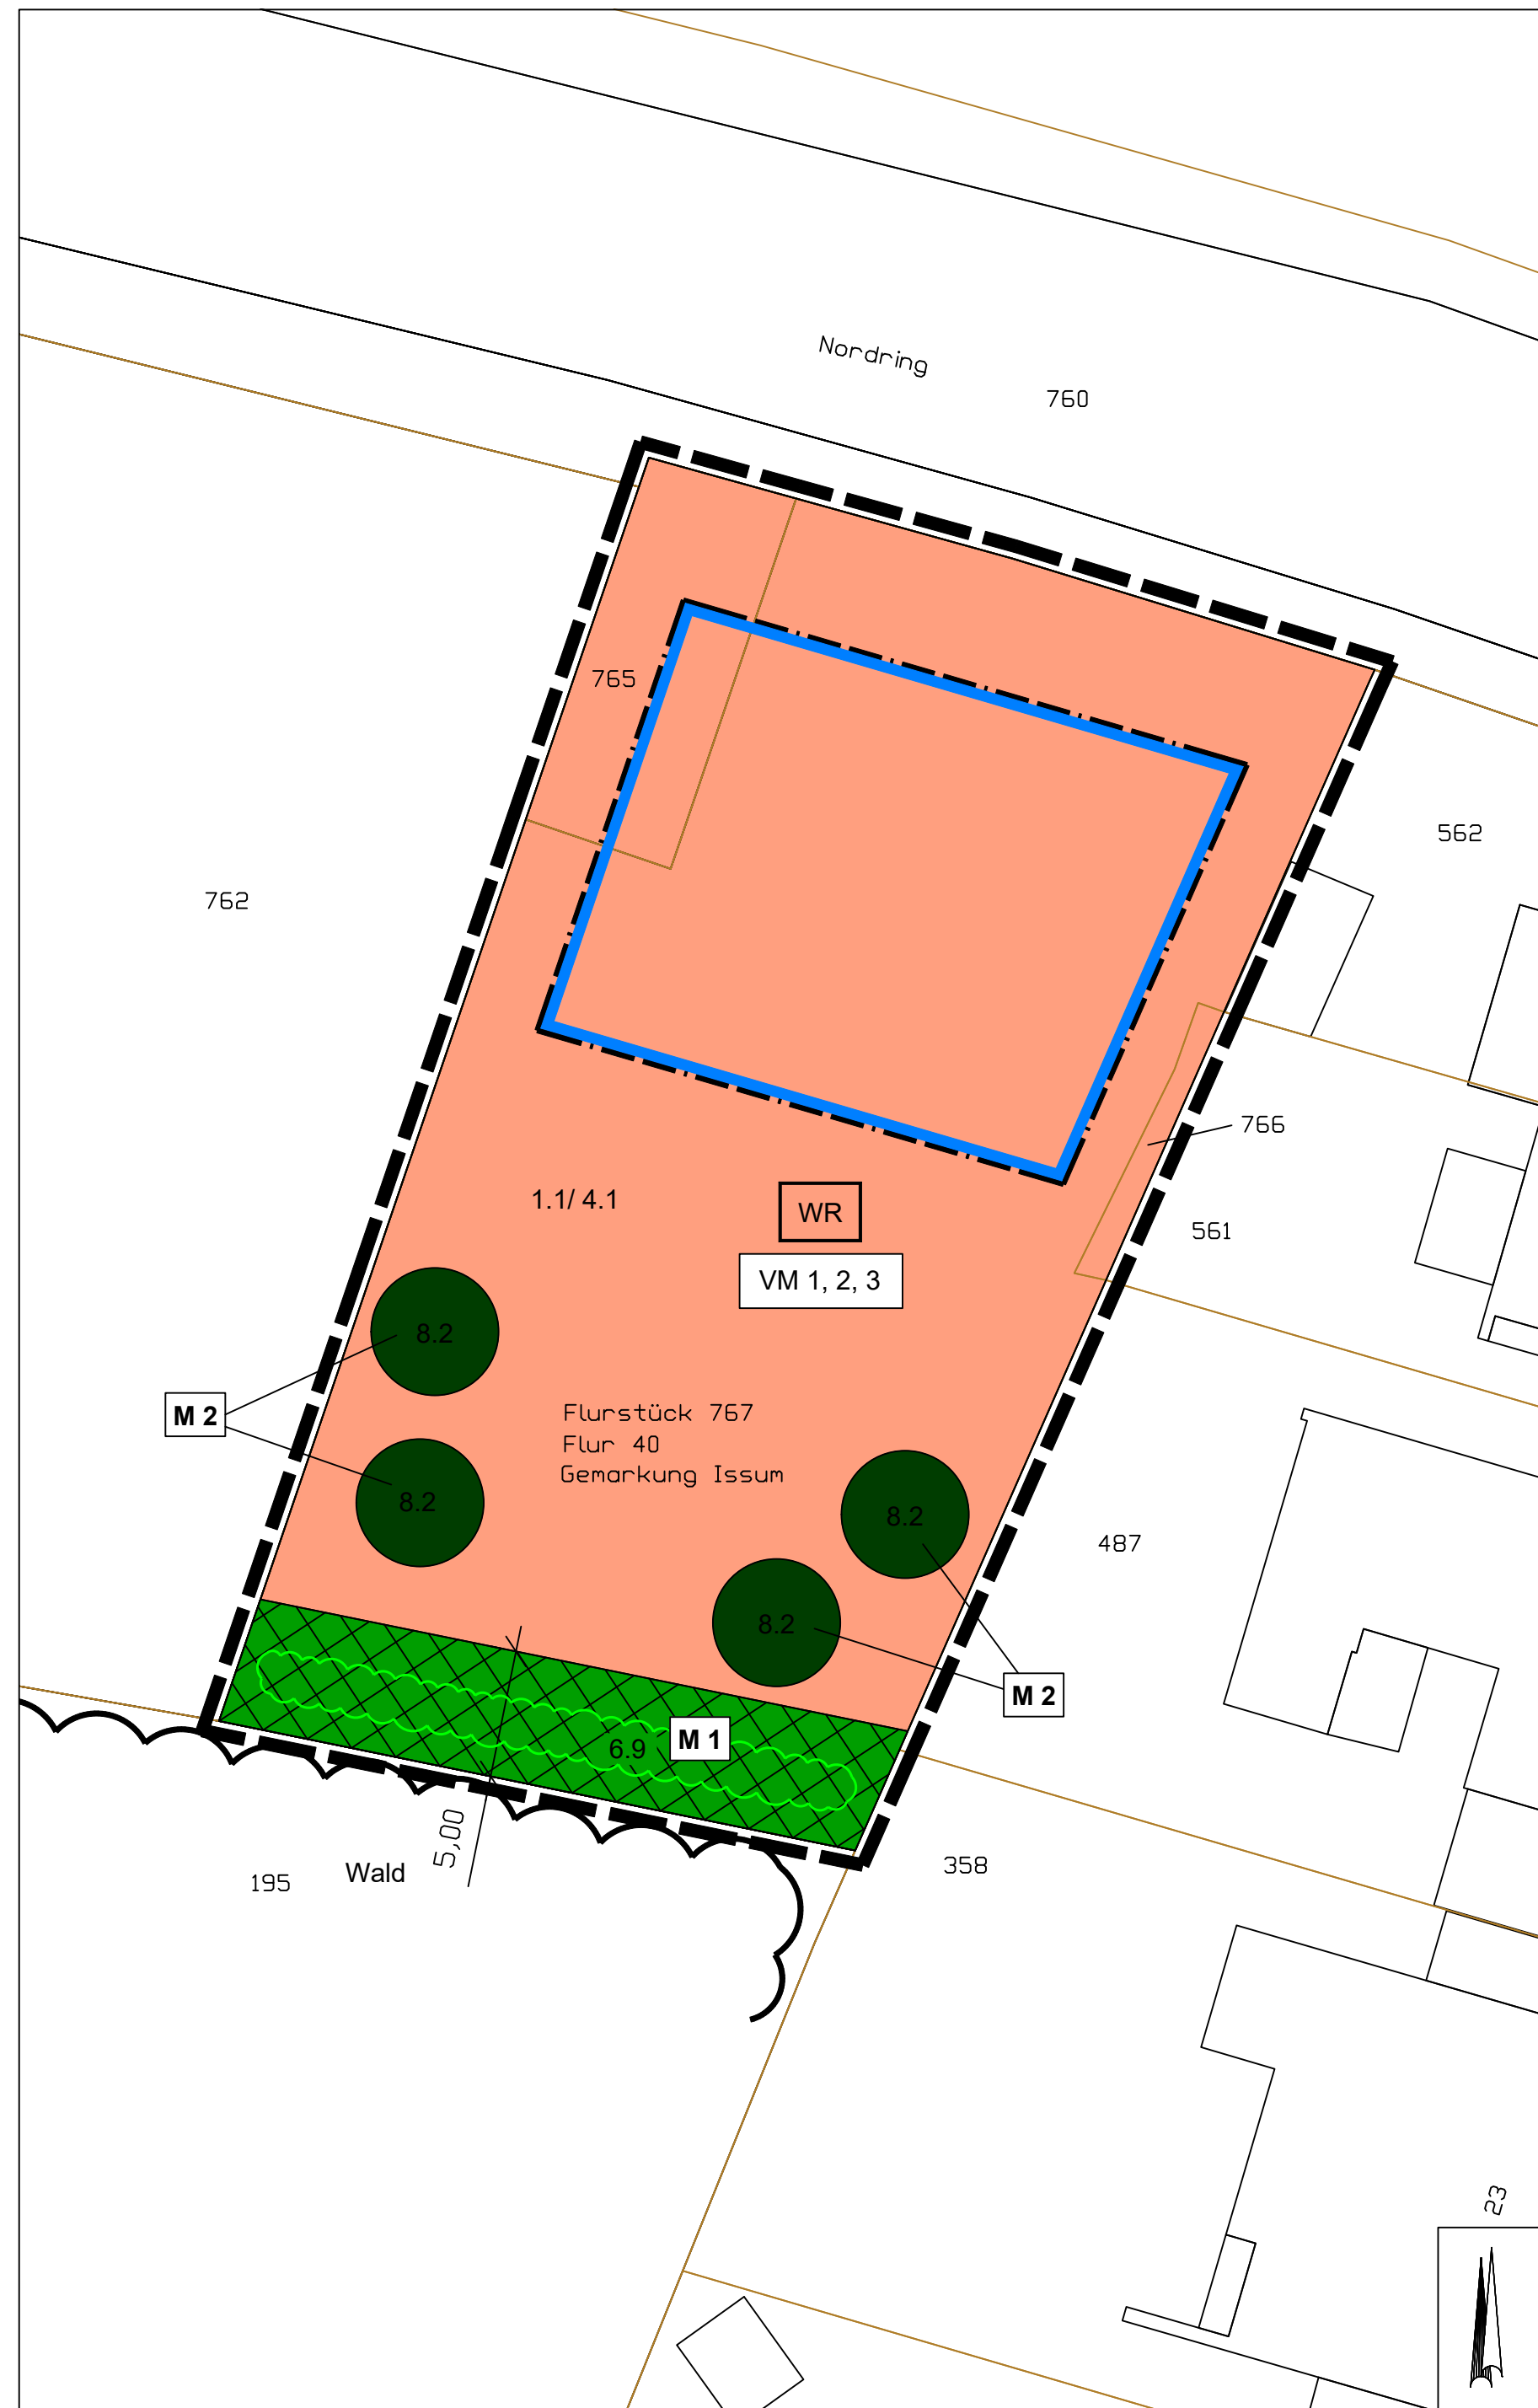 Nordring
760
765
562
762
766
1.1/ 4.1
WR
561
VM 1, 2, 3
8.2
M 2
Flurstück 767
Flur 40
Gemarkung Issum
8.2
8.2
487
8.2
M 2
M 1
6.9
5,00
358
195
Wald
23